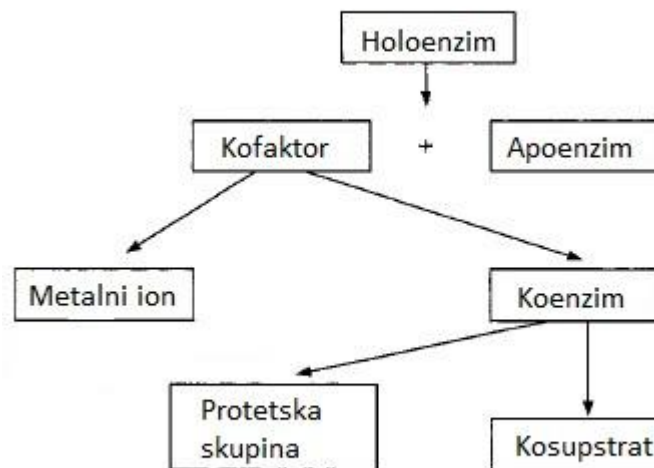 Holoenzim
Kofaktor
+
Apoenzim
Metalni ion
Koenzim
Protetska
skupina
Kosupstrat